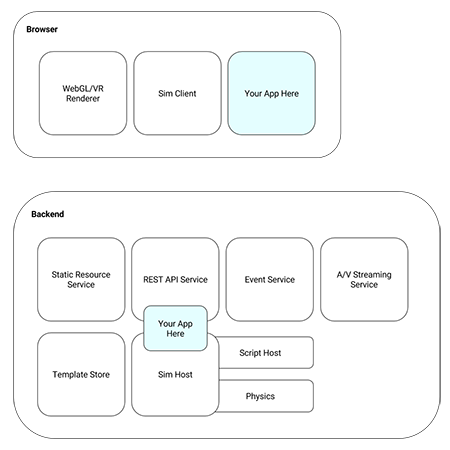 Browser
WebGL/VR
Renderer
Sim Client
Your App Here
Backend
Static Resource
Service
REST API Service
Event Service
A/V Streaming
Service
Your App
Here
Template Store
Sim Host
Script Host
Physics